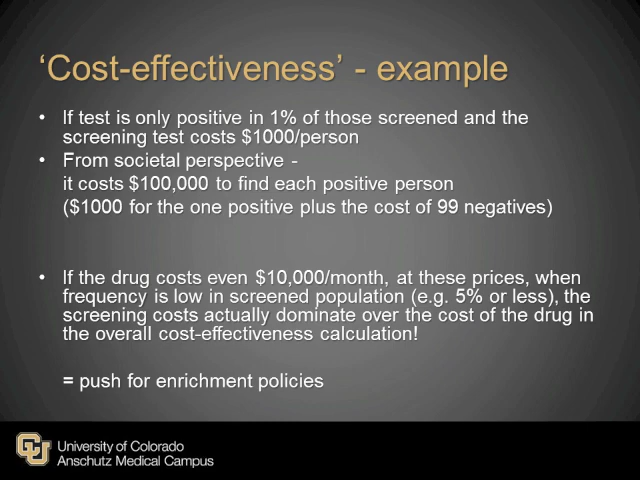 ‘Cost-effectiveness’ - example
• If test is only positive in 1% of those screened and the
screening test costs $1000/person
• From societal perspective -
it costs $100,000 to find each positive person
($1000 for the one positive plus the cost of 99 negatives)
• If the drug costs even $10,000/month, at these prices, when
frequency is low in screened population (e.g. 5% or less), the
screening costs actually dominate over the cost of the drug in
the overall cost-effectiveness calculation!
= push for enrichment policies
CU
University of Colorado
Anschutz Medical Campus